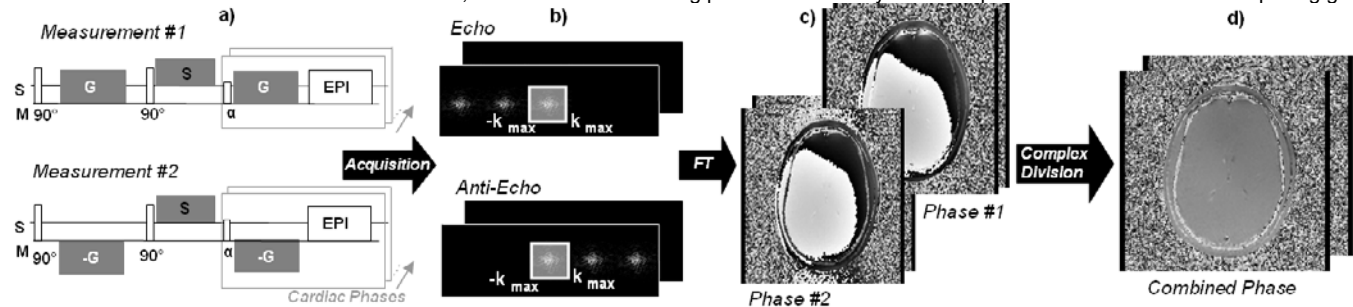 a)
b)
c)
d)
Measurement #1
S
M
90°
G
90°
S
α
G
EPI
Measurement #2
S
M
90°
-G
90°
S
α
-G
EPI
Cardiac Phases
Acquisition
Echo
-k max
k max
Anti-Echo
-k max
k max
FT
Phase #1
Phase #2
Complex
Division
Combined Phase